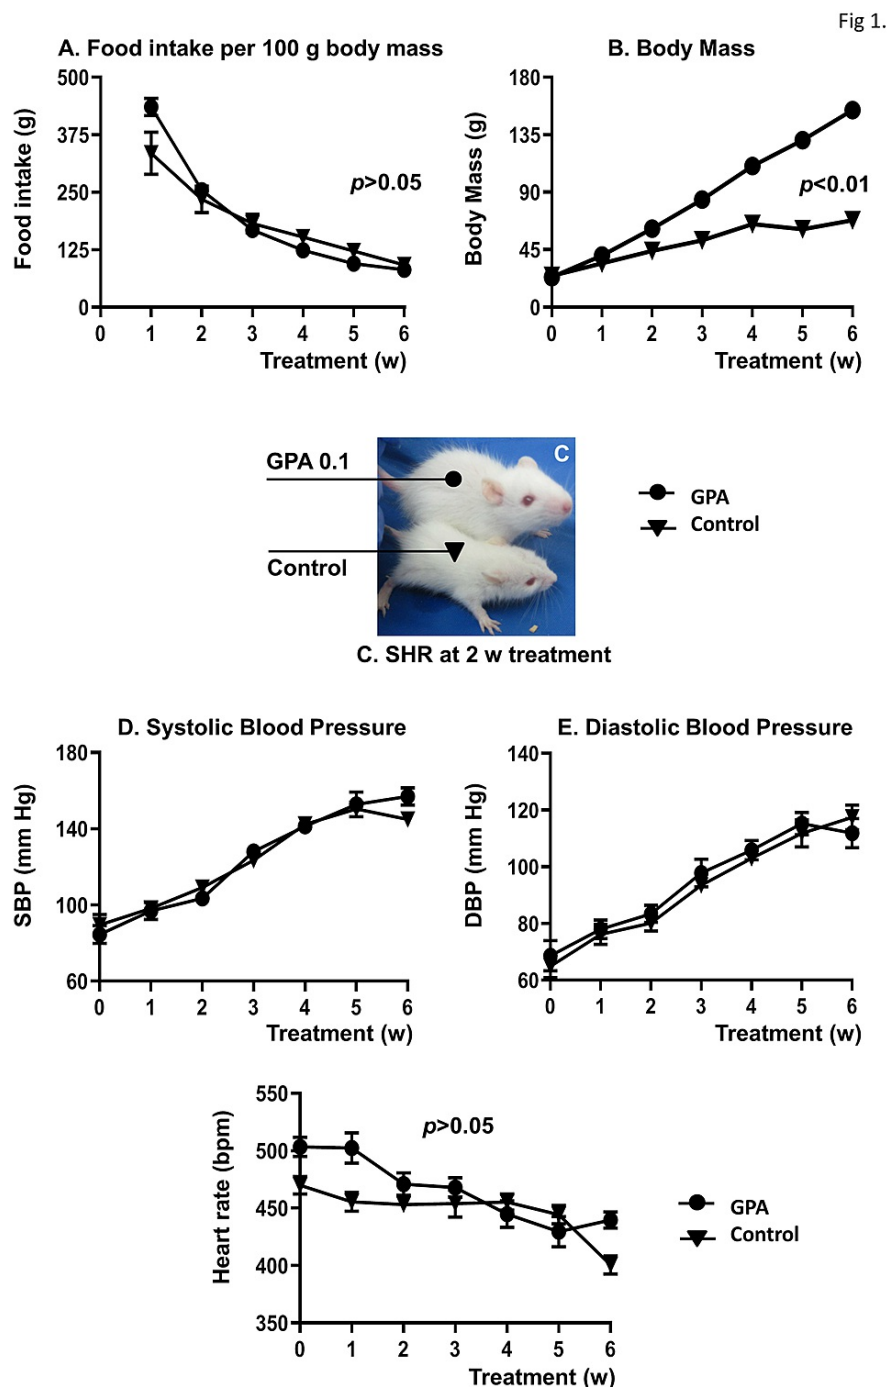 Fig 1.
A. Food intake per 100 g body mass
Food intake (g)
500
375
250
125
0
p>0.05
0 1 2 3 4 5 6
Treatment (w)
B. Body Mass
Body Mass (g)
180
135
90
45
0
p<0.01
0 1 2 3 4 5 6
Treatment (w)
GPA 0.1
Control
C
GPA
Control
C. SHR at 2 w treatment
D. Systolic Blood Pressure
SBP (mm Hg)
180
140
100
60
0 1 2 3 4 5 6
Treatment (w)
E. Diastolic Blood Pressure
DBP (mm Hg)
140
120
100
80
60
0 1 2 3 4 5 6
Treatment (w)
Heart rate (bpm)
550
500
450
400
350
p>0.05
0 1 2 3 4 5 6
Treatment (w)
GPA
Control